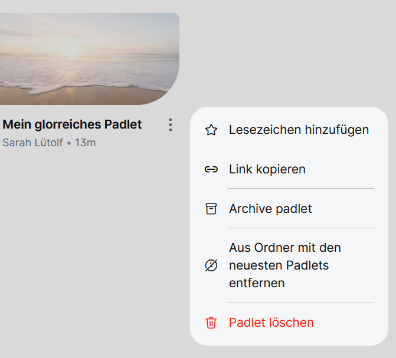 Mein glorreiches Padlet
Sarah Lütolf • 13m
Lesezeichen hinzufügen
Link kopieren
Archive padlet
Aus Ordner mit den
neuesten Padlets
entfernen
Padlet löschen